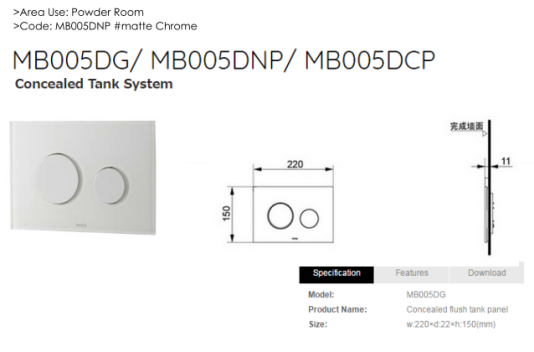 >Area Use: Powder Room
>Code: MB005DNP #matte Chrome
MB005DG/ MB005DNP/ MB005DCP
Concealed Tank System
完成墙面
220
11
150
Specification Features Download
Model: MB005DG
Product Name: Concealed flush tank panel
Size: w:220×d:22×h:150(mm)